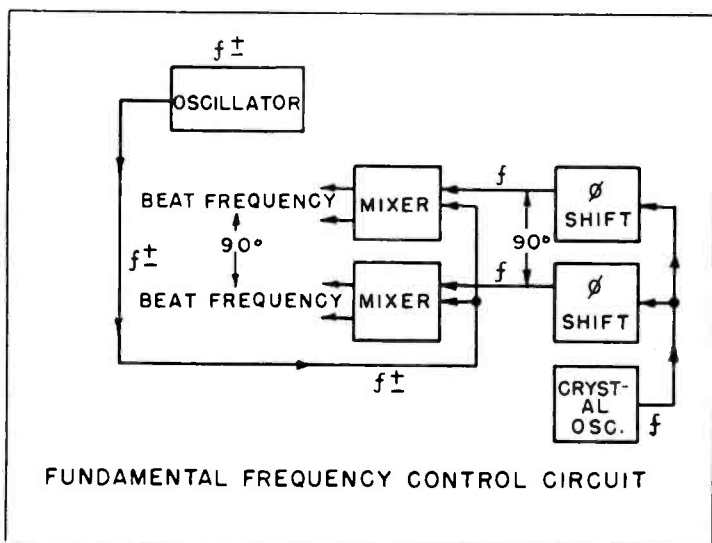 f±
OSCILLATOR
f
Ø
SHIFT
MIXER
BEAT FREQUENCY
90°
90°
f±
f
Ø
SHIFT
MIXER
BEAT FREQUENCY
f±
CRYST-
AL
OSC.
f
FUNDAMENTAL FREQUENCY CONTROL CIRCUIT